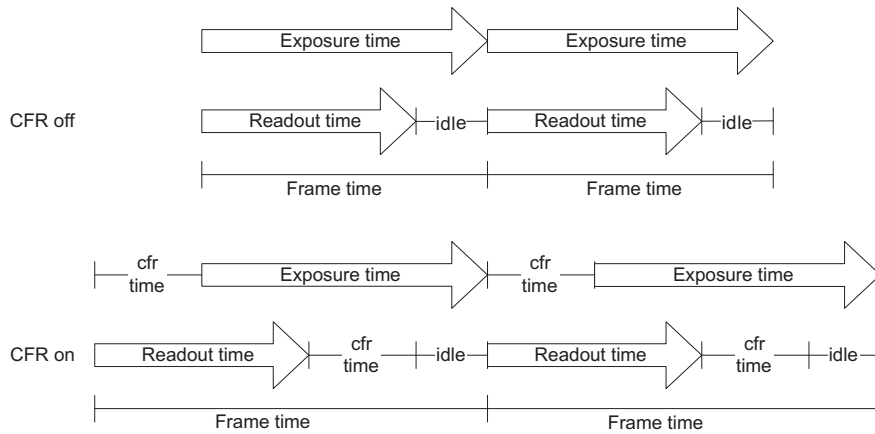 Exposure time Exposure time
CFR off Readout time idle Readout time idle
Frame time Frame time
cfr time Exposure time cfr time Exposure time
CFR on Readout time cfr time idle Readout time cfr time idle
Frame time Frame time